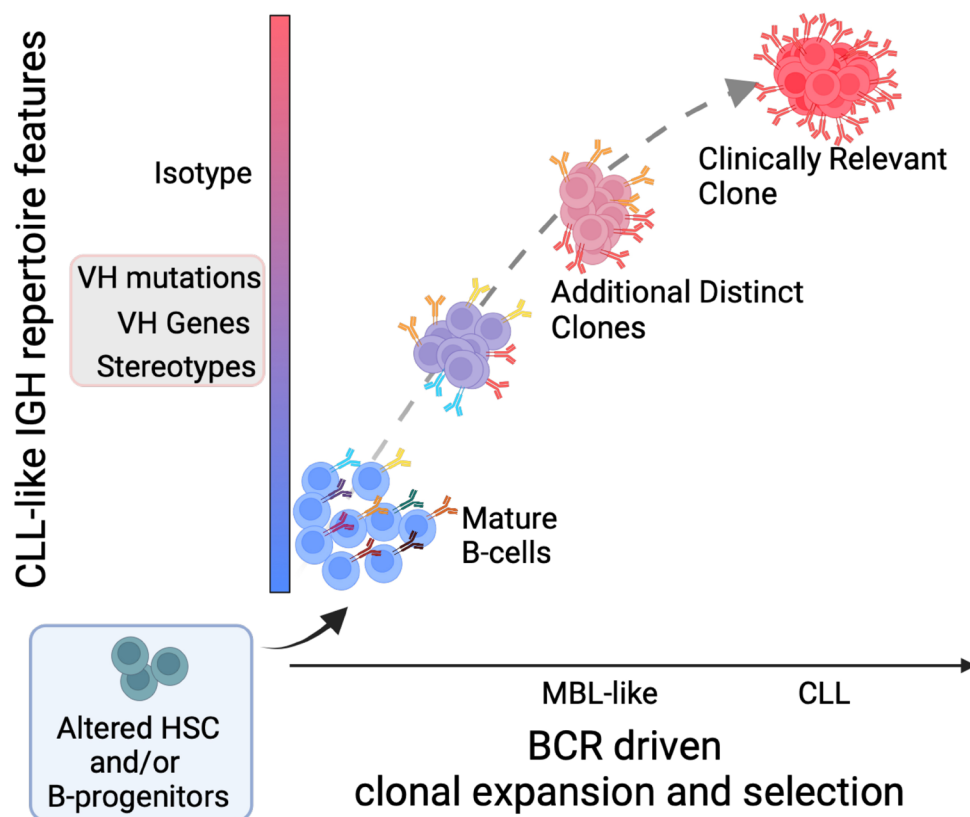 CLL-like IGH repertoire features
Isotype
VH mutations
VH Genes
Stereotypes
Clinically Relevant
Clone
Additional Distinct
Clones
Mature
B-cells
Altered HSC
and/or
B-progenitors
MBL-like
CLL
BCR driven
clonal expansion and selection